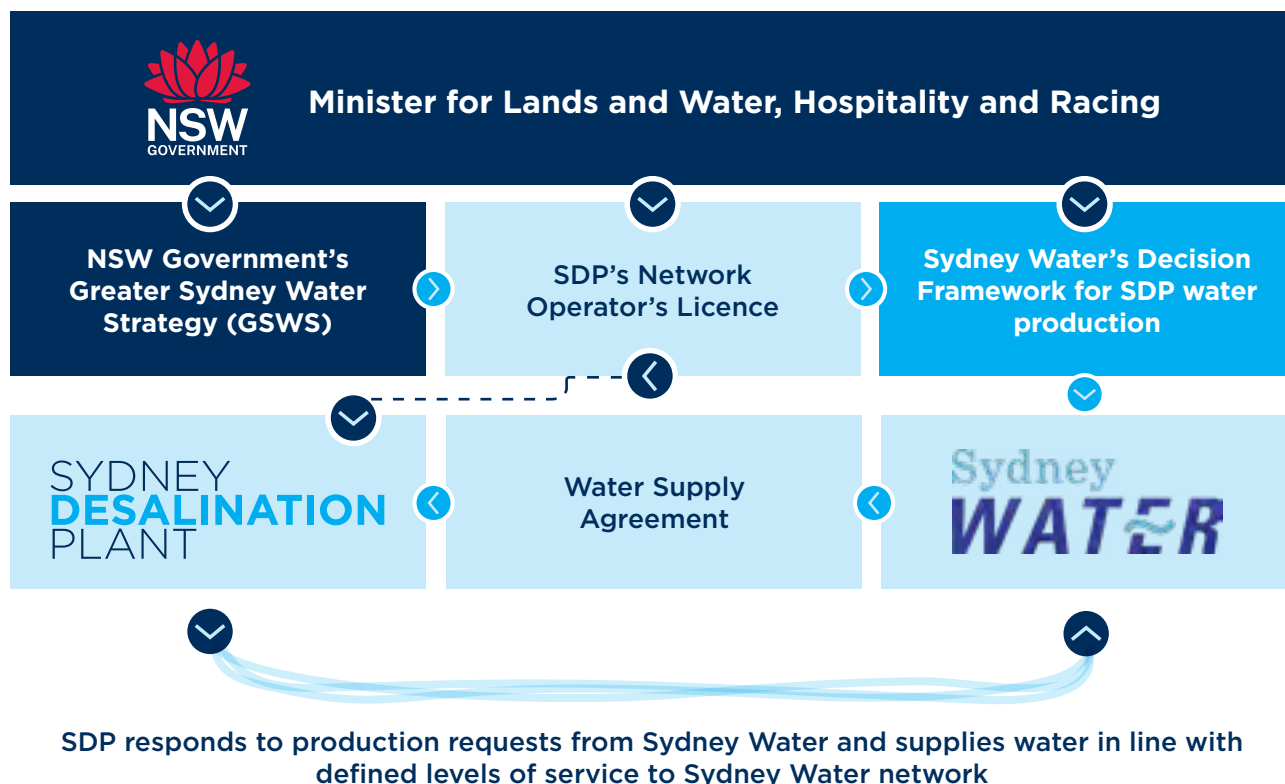 NSW
GOVERNMENT
Minister for Lands and Water, Hospitality and Racing
NSW Government’s
Greater Sydney Water
Strategy (GSWS)
SDP’s Network
Operator’s Licence
Sydney Water’s Decision
Framework for SDP water
production
SYDNEY
DESALINATION
PLANT
Water Supply
Agreement
Sydney
WATER
SDP responds to production requests from Sydney Water and supplies water in line with
defined levels of service to Sydney Water network